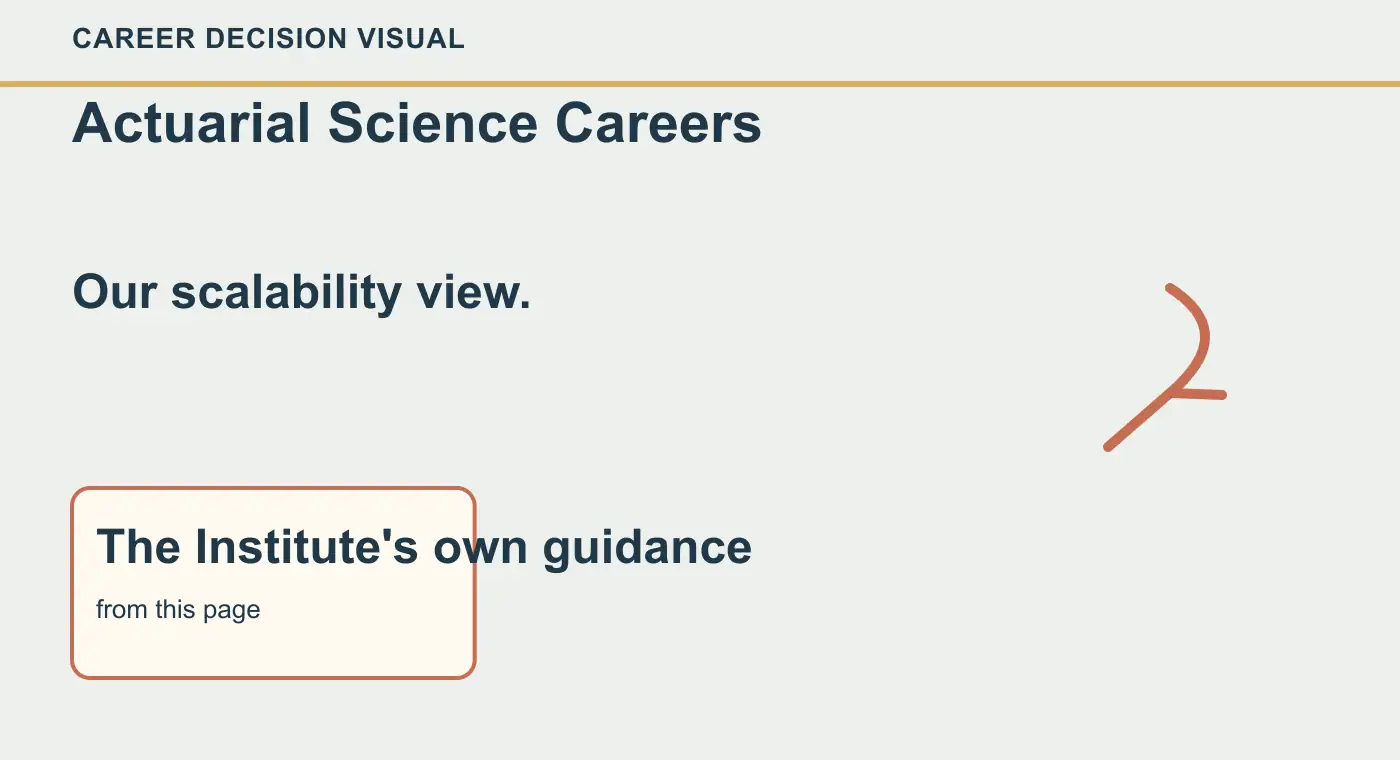 CAREER DECISION VISUAL
Actuarial Science Careers
Our scalability view.
The Institute's own guidance
from this page